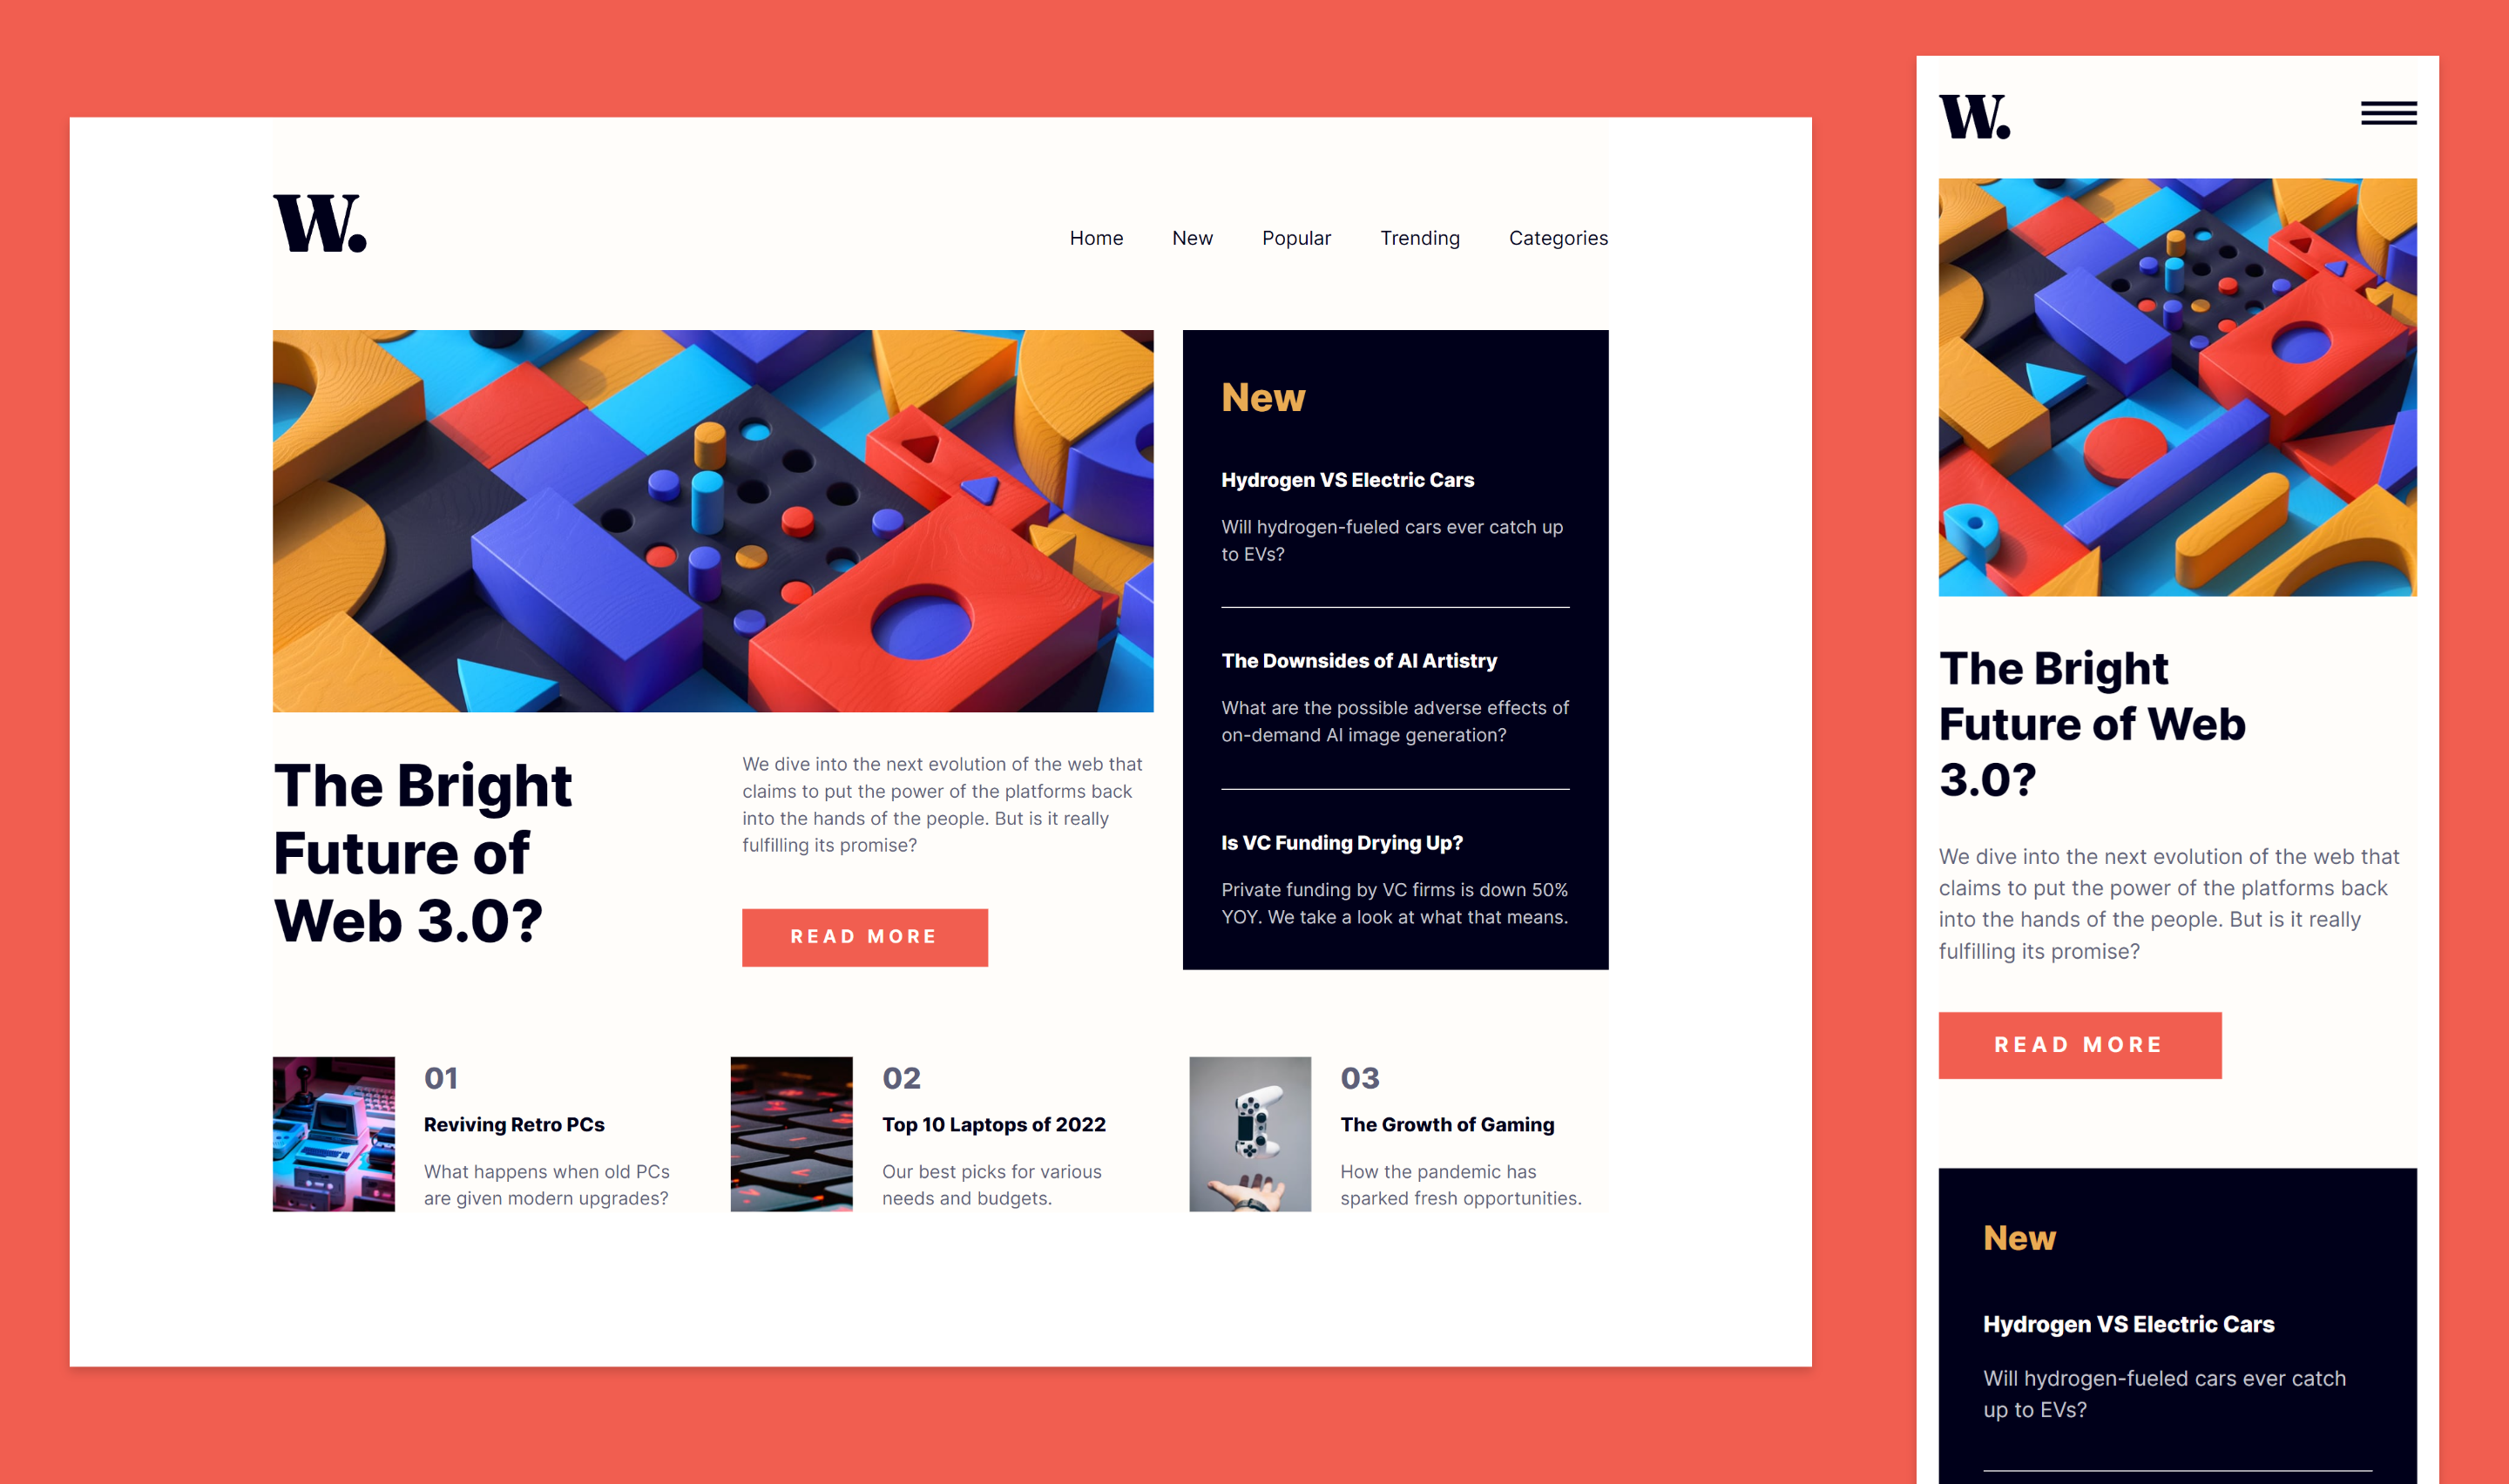 W.
Home New Popular Trending Categories
The Bright
Future of
Web 3.0?
We dive into the next evolution of the web that
claims to put the power of the platforms back
into the hands of the people. But is it really
fulfilling its promise?
READ MORE
New
Hydrogen VS Electric Cars
Will hydrogen-fueled cars ever catch up
to EVs?
The Downsides of AI Artistry
What are the possible adverse effects of
on-demand AI image generation?
Is VC Funding Drying Up?
Private funding by VC firms is down 50%
YOY. We take a look at what that means.
01
Reviving Retro PCs
What happens when old PCs
are given modern upgrades?
02
Top 10 Laptops of 2022
Our best picks for various
needs and budgets.
03
The Growth of Gaming
How the pandemic has
sparked fresh opportunities.
W.
The Bright
Future of Web
3.0?
We dive into the next evolution of the web that
claims to put the power of the platforms back
into the hands of the people. But is it really
fulfilling its promise?
READ MORE
New
Hydrogen VS Electric Cars
Will hydrogen-fueled cars ever catch
up to EVs?